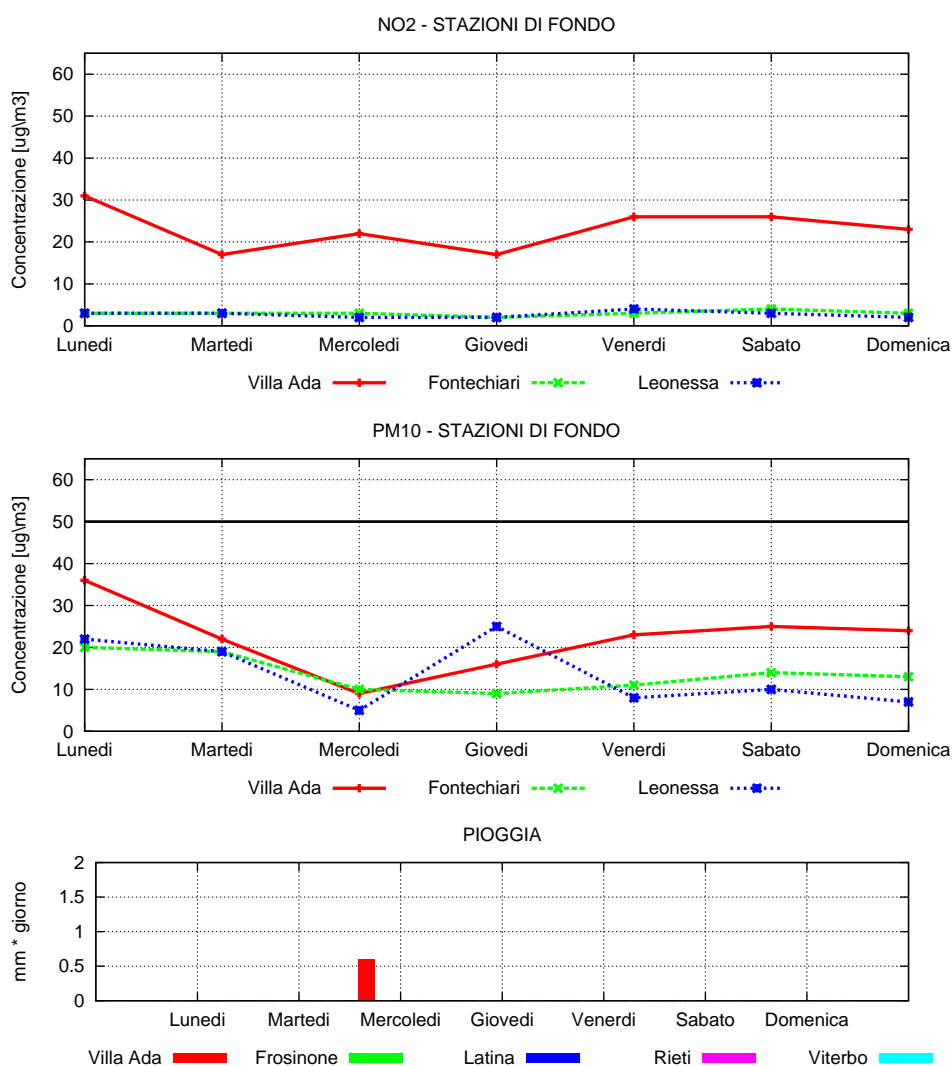 NO2 - STAZIONI DI FONDO
Concentrazione [ug\m3]
60
50
40
30
20
10
0
Lunedi Martedi Mercoledi Giovedi Venerdi Sabato Domenica
Villa Ada Fontechiari Leonessa
PM10 - STAZIONI DI FONDO
Concentrazione [ug\m3]
60
50
40
30
20
10
0
Lunedi Martedi Mercoledi Giovedi Venerdi Sabato Domenica
Villa Ada Fontechiari Leonessa
PIOGGIA
mm * giorno
2
1.5
1
0.5
0
Lunedi Martedi Mercoledi Giovedi Venerdi Sabato Domenica
Villa Ada Frosinone Latina Rieti Viterbo